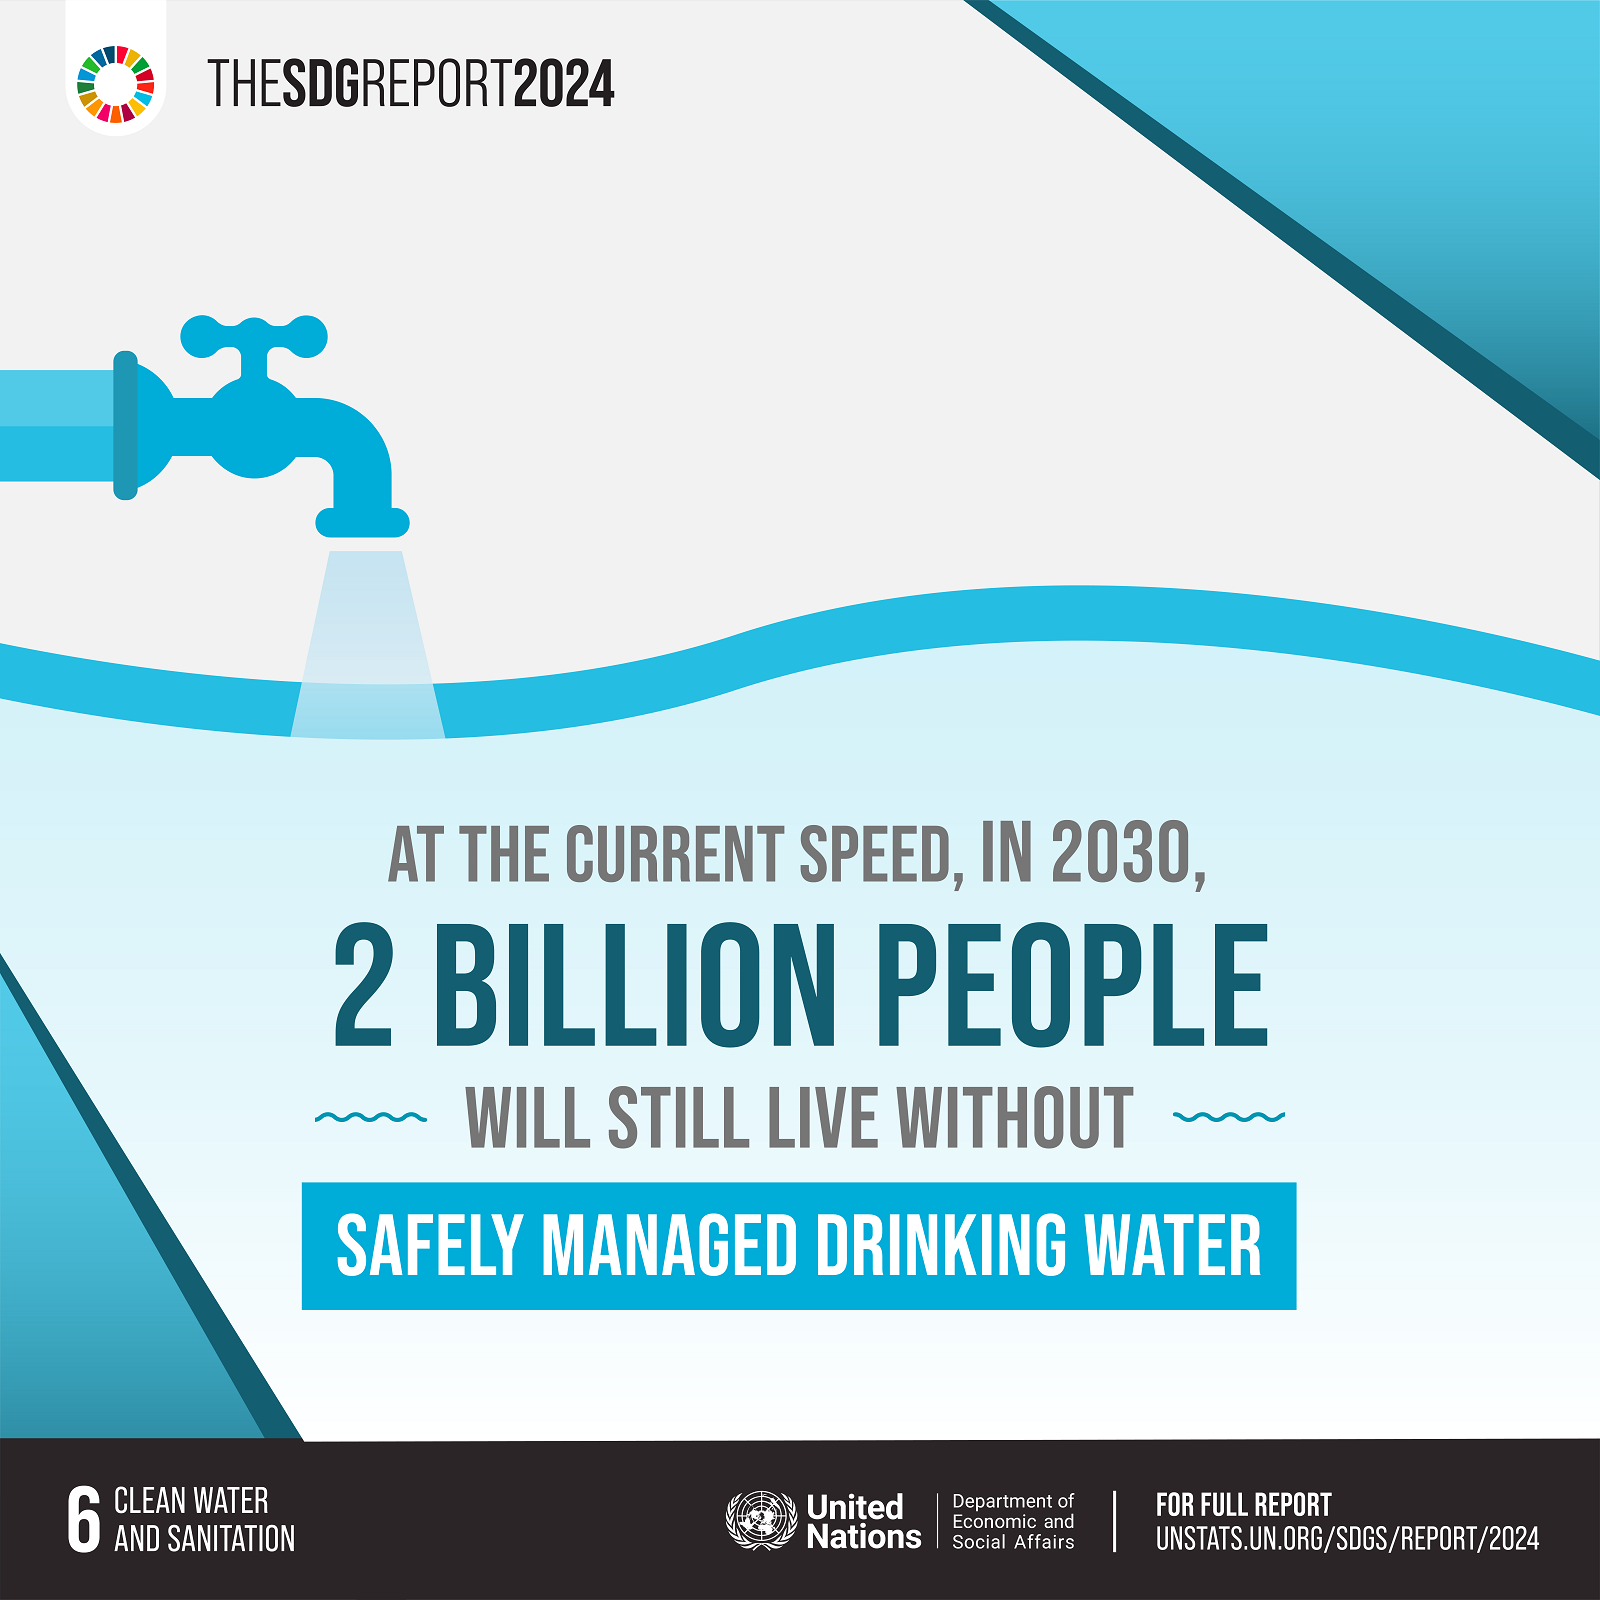 THESDGREPORT2024
AT THE CURRENT SPEED, IN 2030,
2 BILLION PEOPLE
WILL STILL LIVE WITHOUT
SAFELY MANAGED DRINKING WATER
6 CLEAN WATER
AND SANITATION
United
Nations
Department of
Economic and
Social Affairs
FOR FULL REPORT
UNSTATS.UN.ORG/SDGS/REPORT/2024